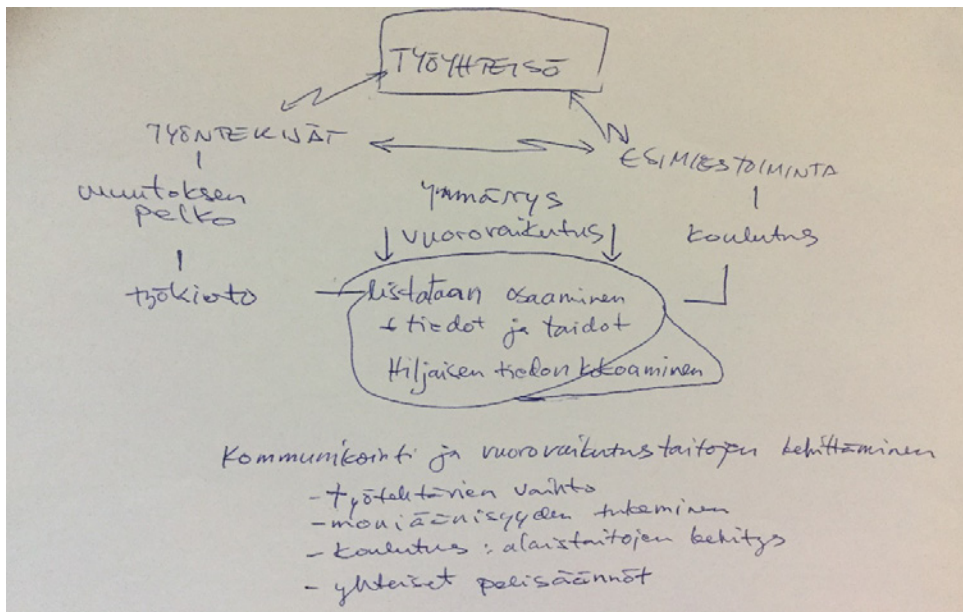 TYÖYHTEISÖ
TYÖNTEKIJÄT
ESIMIESTOIMINTA
muutoksen
pelko
ymmärrys
vuorovaikutus
koulutus
työkierto
listataan osaaminen
+ tiedot ja taidot
Hiljaisen tiedon kokoaminen
Kommunikointi ja vuorovaikutustaitojen kehittäminen
- työtehtävien vaihto
- moniäänisyyden tukeminen
- koulutus : alaistaitojen kehitys
- yhteiset pelisäännöt